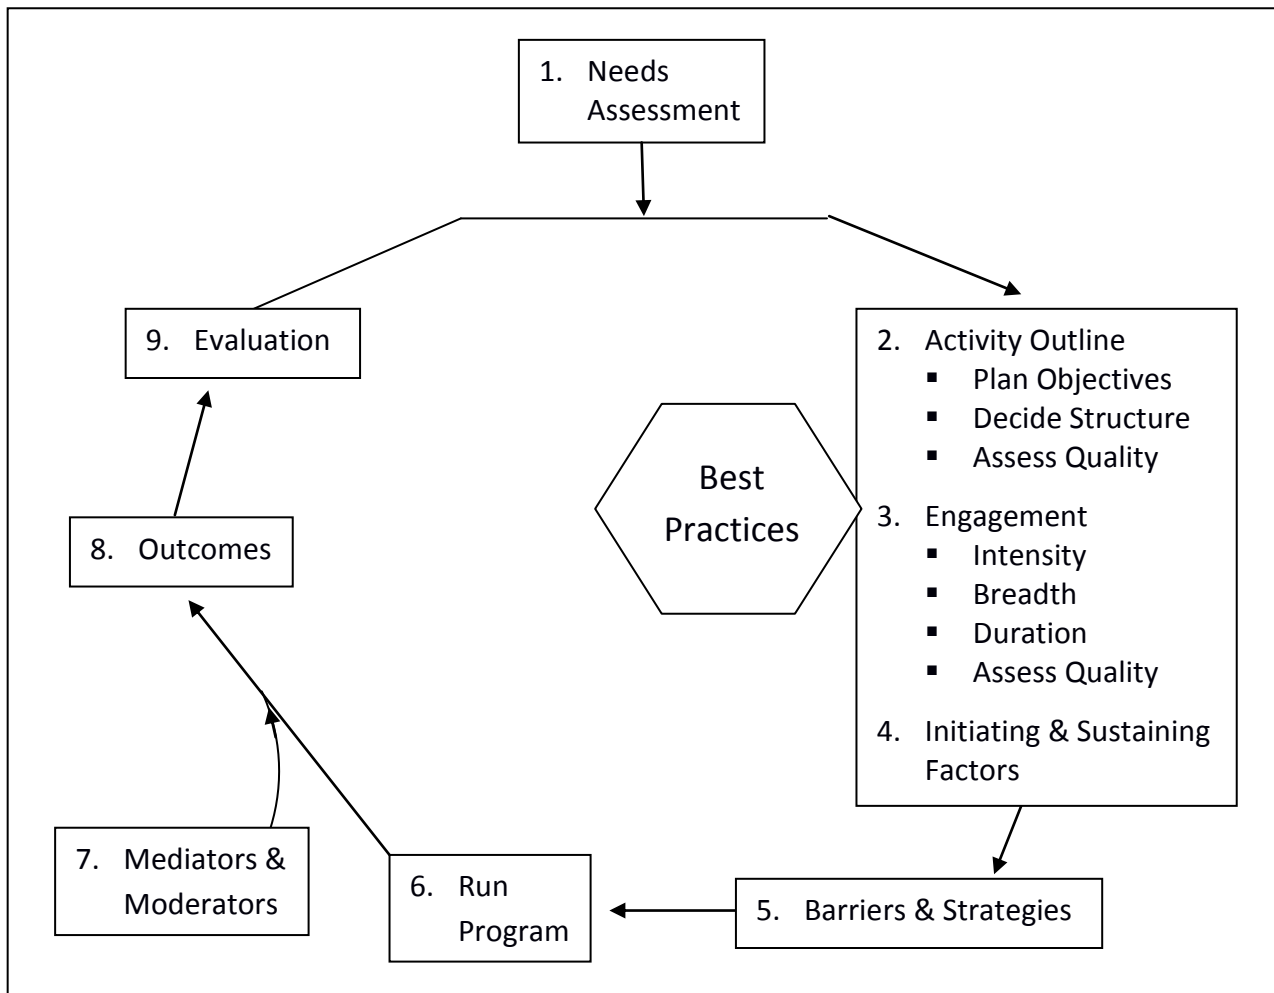 1. Needs
Assessment
9. Evaluation
2. Activity Outline
▪ Plan Objectives
▪ Decide Structure
▪ Assess Quality
Best
Practices
3. Engagement
▪ Intensity
▪ Breadth
▪ Duration
▪ Assess Quality
8. Outcomes
4. Initiating & Sustaining
Factors
7. Mediators &
Moderators
6. Run
Program
5. Barriers & Strategies